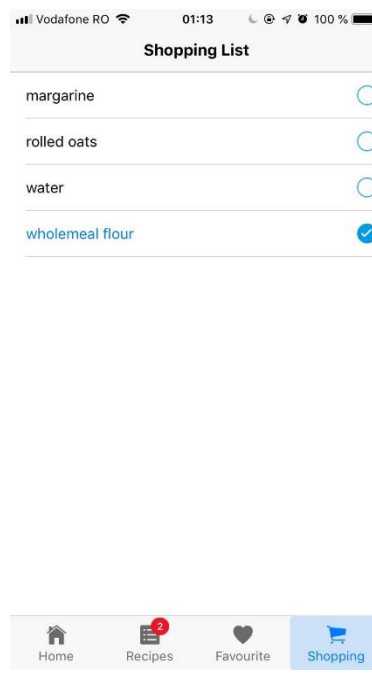 Vodafone RO 01:13 100 %
Shopping List
margarine
rolled oats
water
wholemeal flour
2
Home Recipes Favourite Shopping